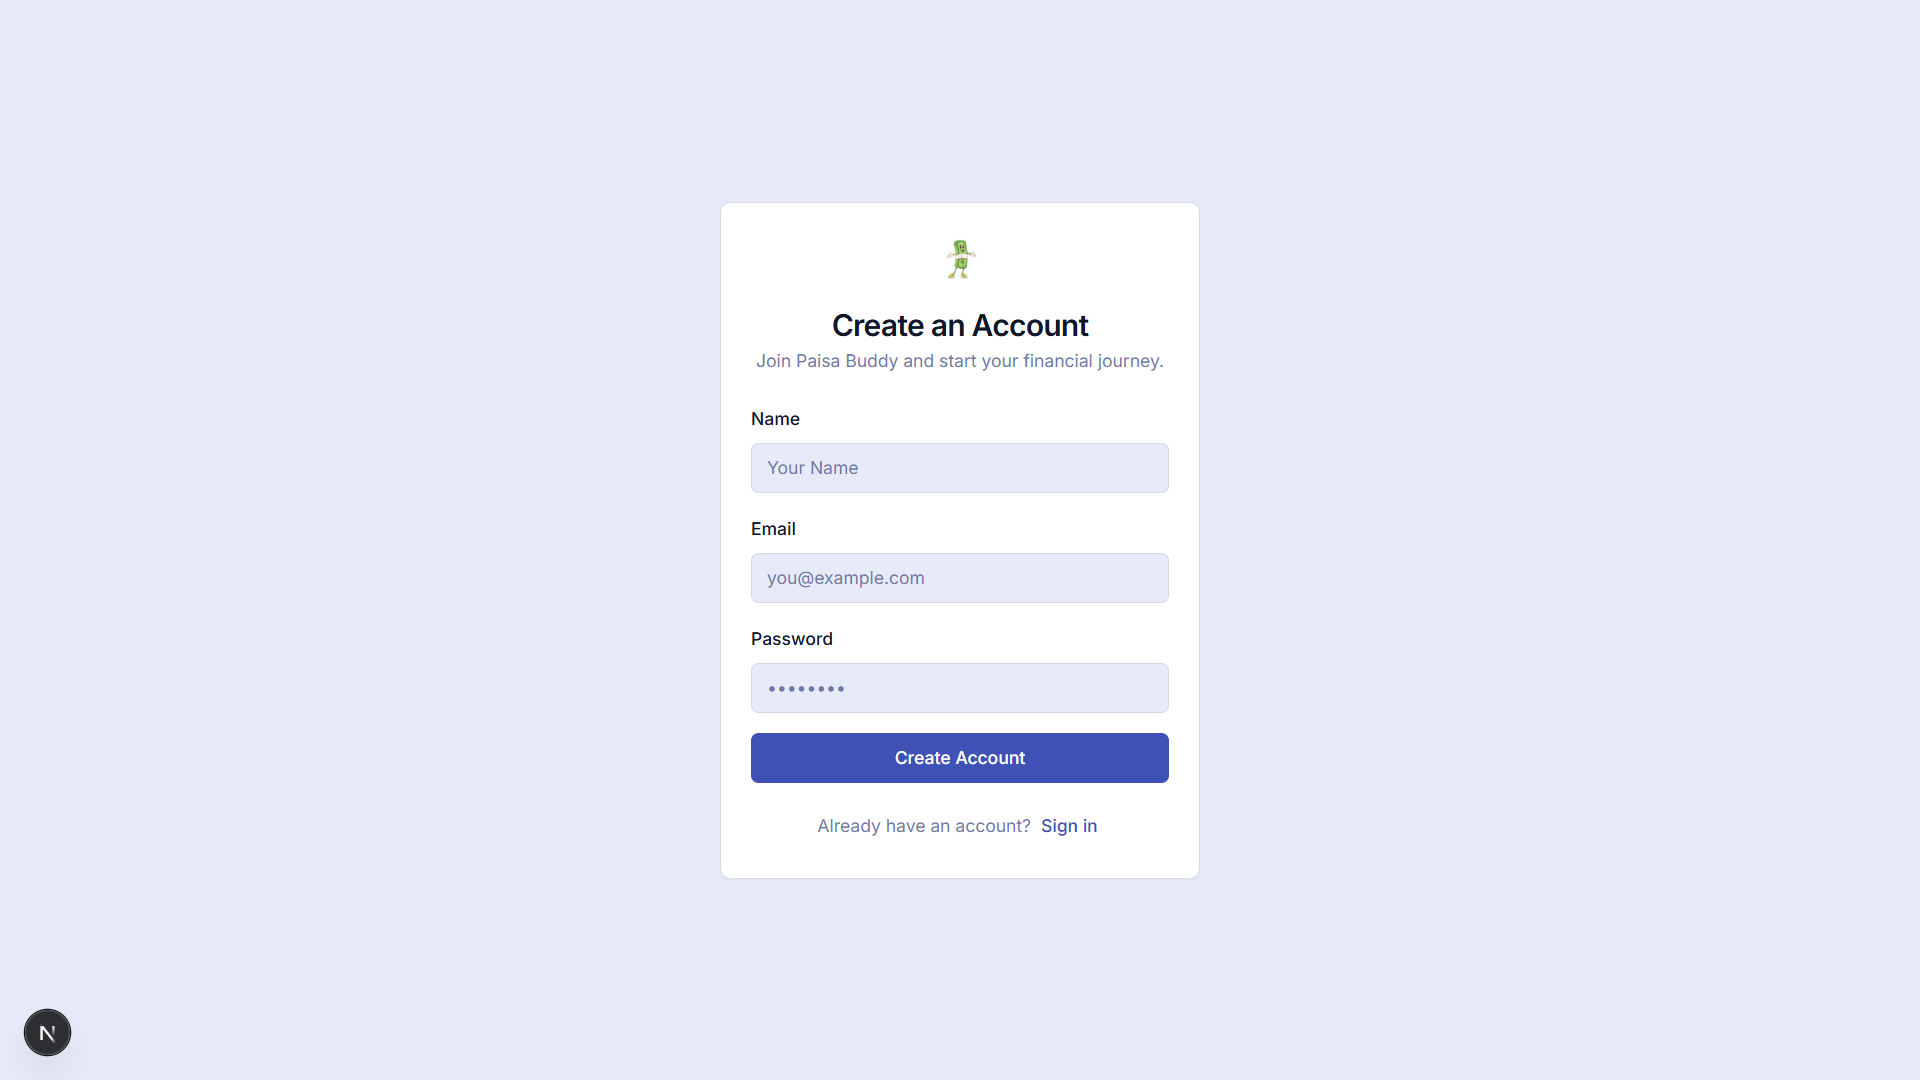 Create an Account
Join Paisa Buddy and start your financial journey.
Name
Your Name
Email
you@example.com
Password
••••••••
Create Account
Already have an account? Sign in
N